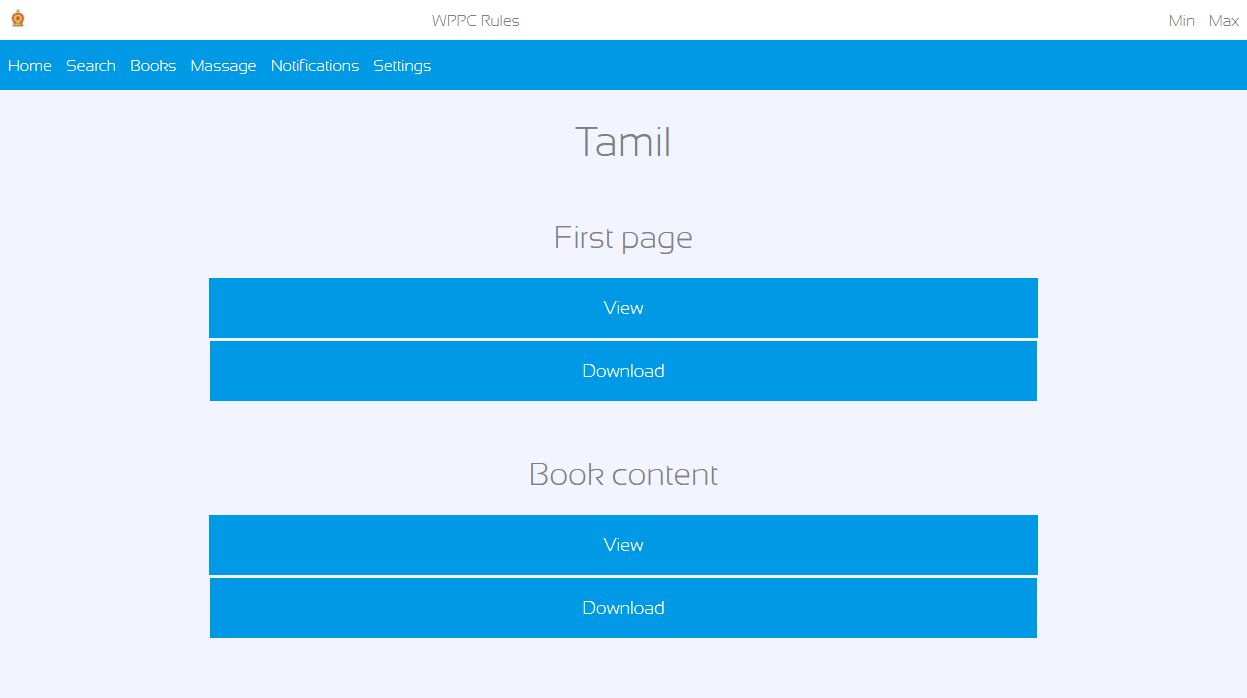 WPPC Rules
Min Max
Home Search Books Massage Notifications Settings
Tamil
First page
View
Download
Book content
View
Download